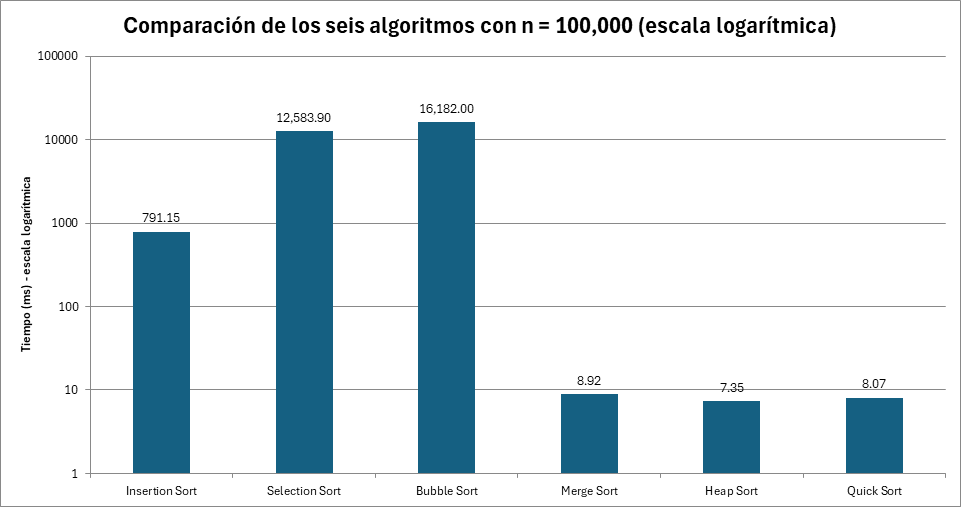 Comparación de los seis algoritmos con n = 100,000 (escala logarítmica)
Tiempo (ms) - escala logarítmica
100000
10000
1000
100
10
1
791.15
12,583.90
16,182.00
8.92
7.35
8.07
Insertion Sort
Selection Sort
Bubble Sort
Merge Sort
Heap Sort
Quick Sort